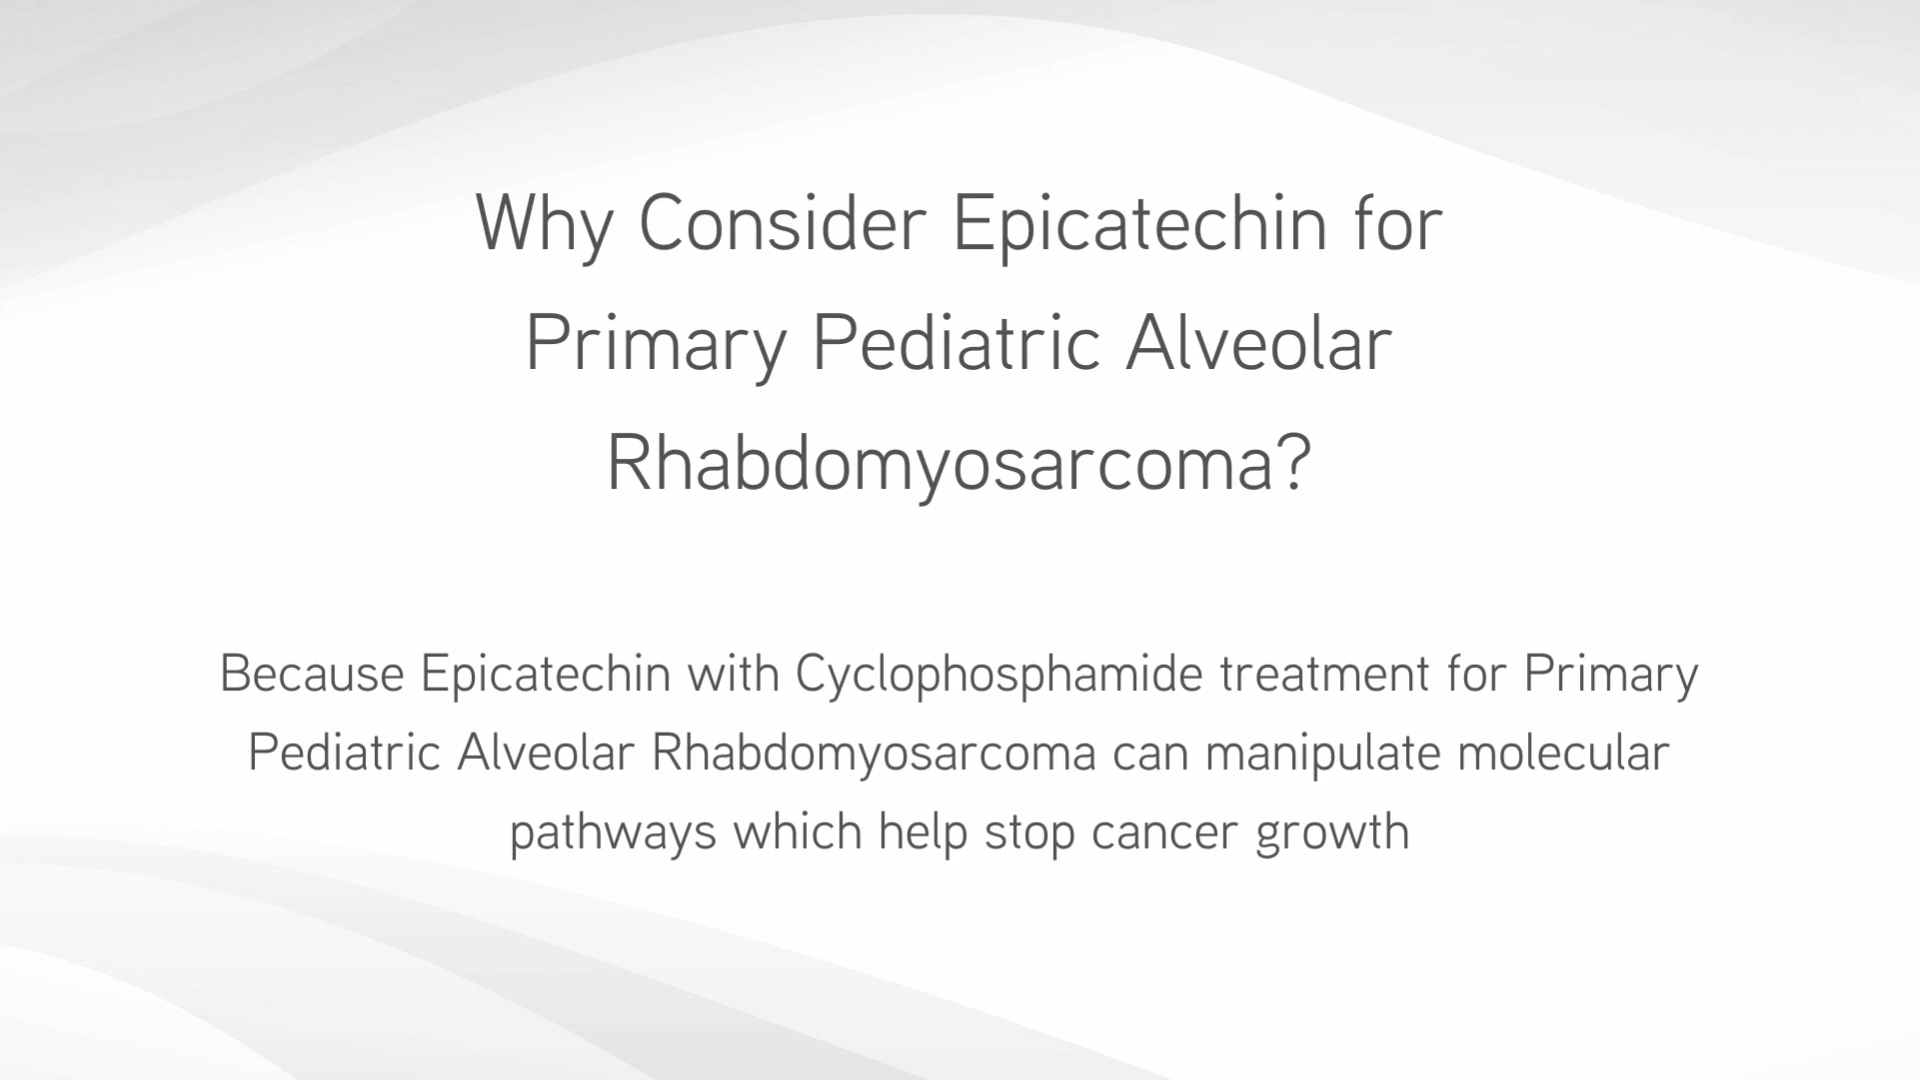 Why Consider Epicatechin for
Primary Pediatric Alveolar
Rhabdomyosarcoma?
Because Epicatechin with Cyclophosphamide treatment for Primary
Pediatric Alveolar Rhabdomyosarcoma can manipulate molecular
pathways which help stop cancer growth